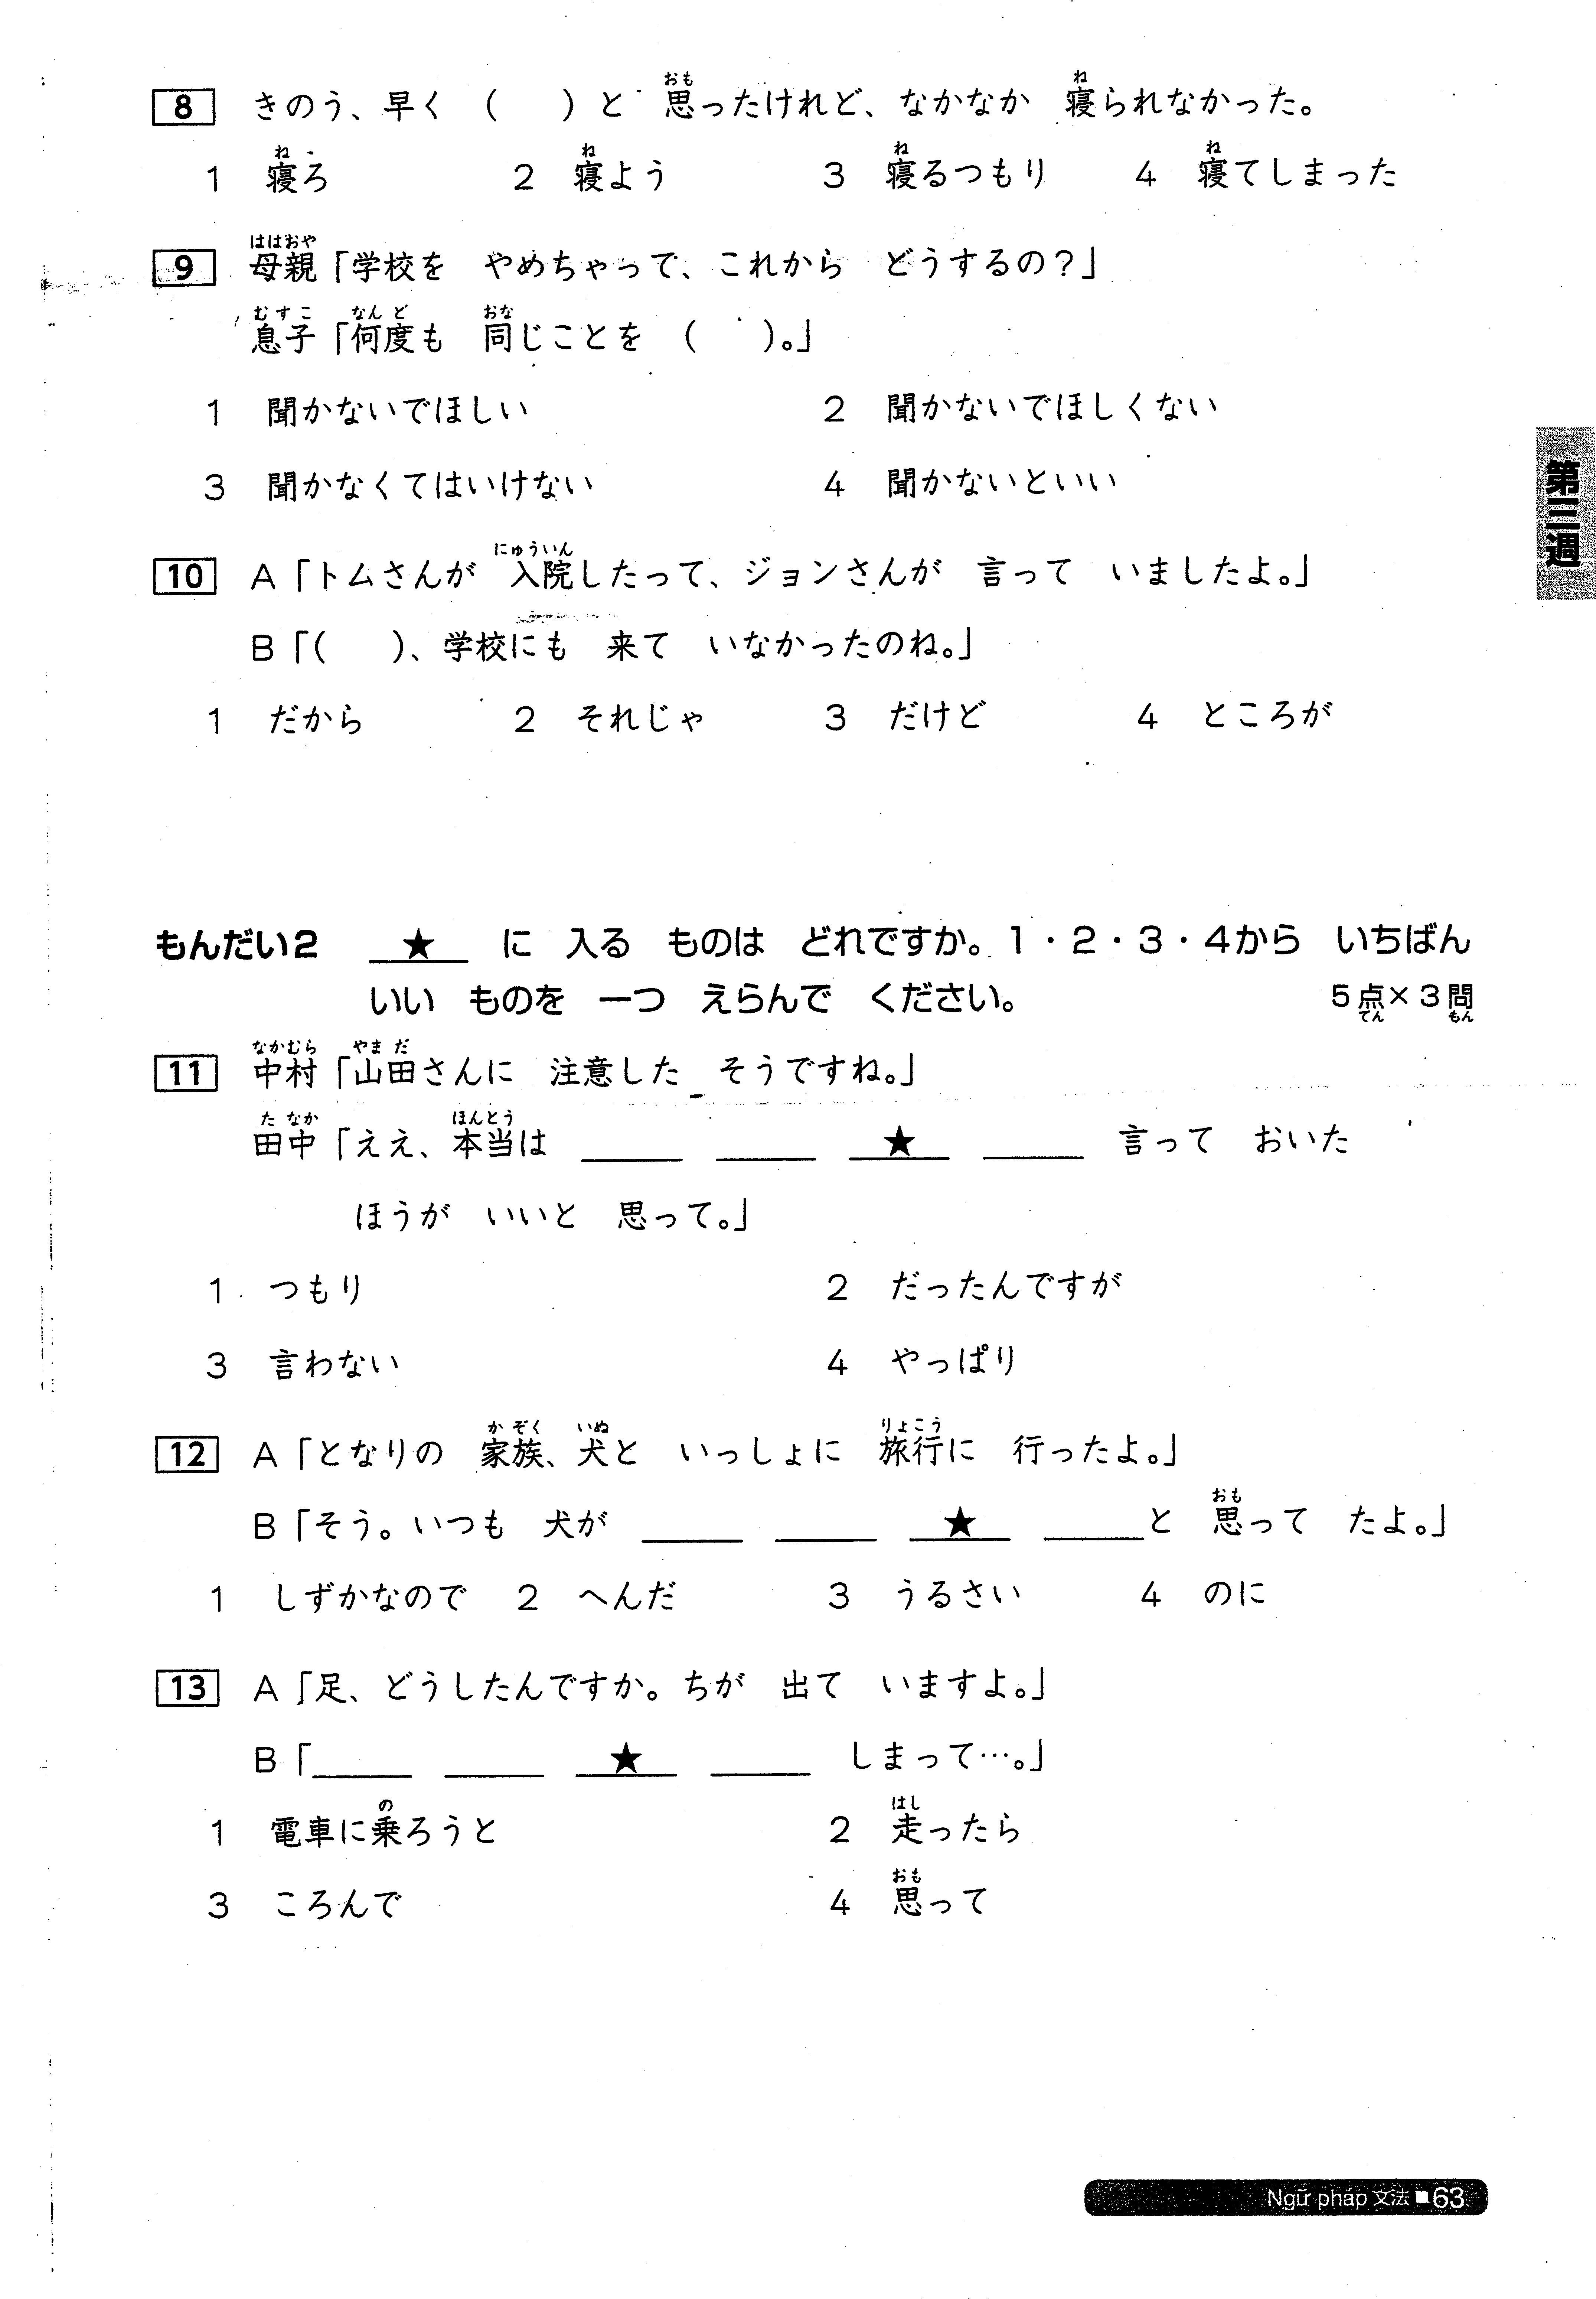 8 きのう、早く （　　）と 思ったけれど、なかなか 寝られなかった。
1 寝ろ 2 寝よう 3 寝るつもり 4 寝てしまった
9 母親「学校を やめちゃって、これから どうするの？」
息子「何度も 同じことを （　　）。」
1 聞かないでほしい 2 聞かないでほしくない
3 聞かなくてはいけない 4 聞かないといい
10 A「トムさんが 入院したって、ジョンさんが 言って いましたよ。」
B「（　　）、学校にも 来て いなかったのね。」
1 だから 2 それじゃ 3 だけど 4 ところが
第三週
もんだい2 ★ に 入る ものは どれですか。1・2・3・4から いちばん
いい ものを 一つ えらんで ください。 5点×3問
11 中村「山田さんに 注意した そうですね。」
田中「ええ、本当は ____ ____ __★__ ____ 言って おいた
ほうが いいと 思って。」
1 つもり 2 だったんですが
3 言わない 4 やっぱり
12 A「となりの 家族、犬と いっしょに 旅行に 行ったよ。」
B「そう。いつも 犬が ____ ____ __★__ ____と 思って たよ。」
1 しずかなので 2 へんだ 3 うるさい 4 のに
13 A「足、どうしたんですか。ちが 出て いますよ。」
B「____ ____ __★__ ____ しまって…。」
1 電車に乗ろうと 2 走ったら
3 ころんで 4 思って
Ngữ pháp 文法 ■63